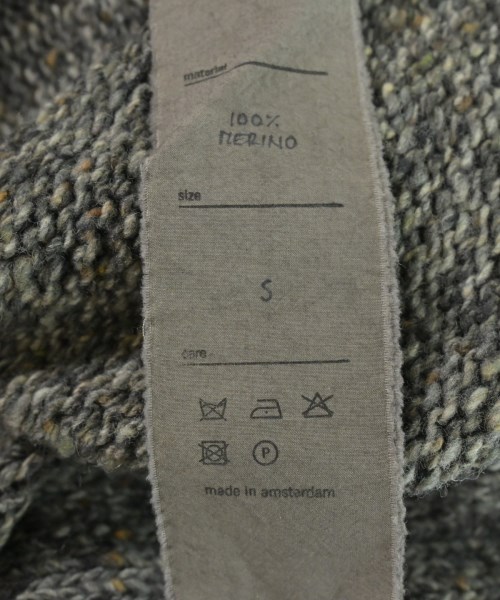 material
100%
MERINO
size
S
care
P
made in amsterdam